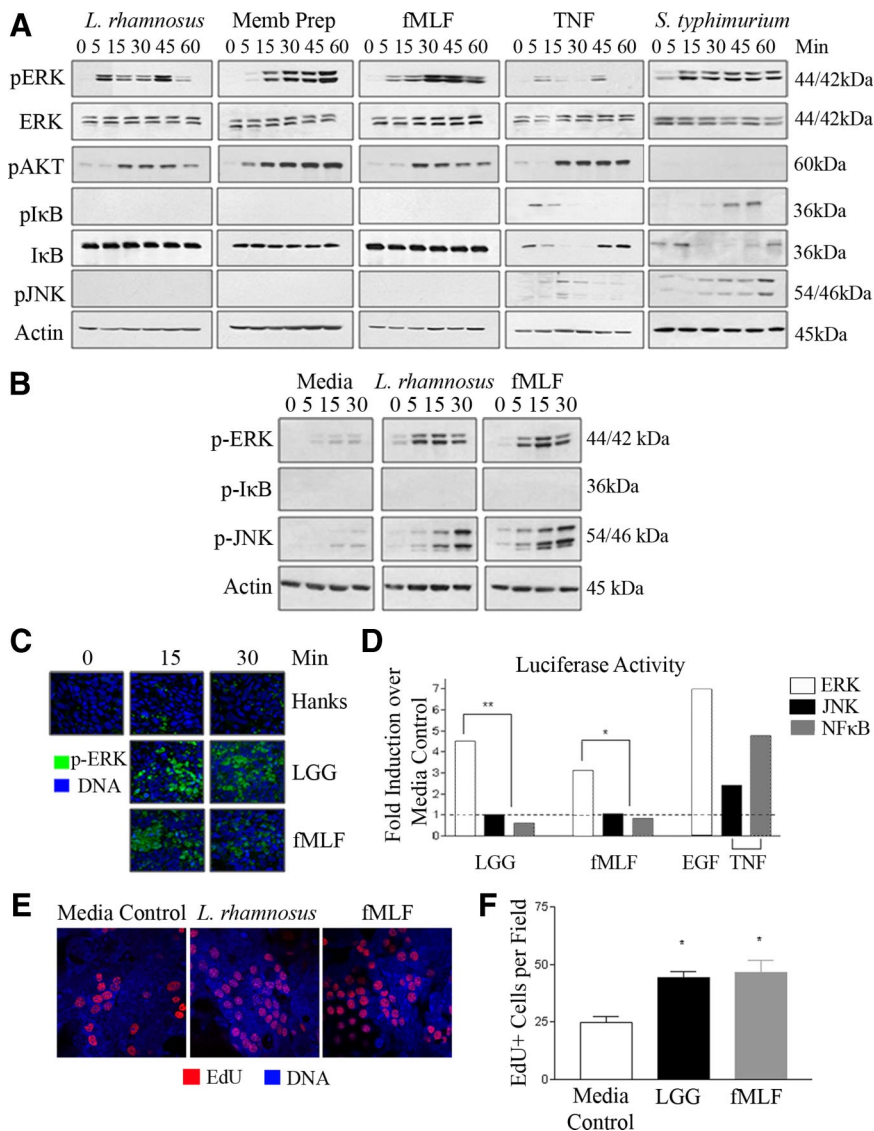 A
L. rhamnosus Memb Prep fMLF TNF S. typhimurium
0 5 15 30 45 60 0 5 15 30 45 60 0 5 15 30 45 60 0 5 15 30 45 60 0 5 15 30 45 60 Min
pERK 44/42kDa
ERK 44/42kDa
pAKT 60kDa
pIκB 36kDa
IκB 36kDa
pJNK 54/46kDa
Actin 45kDa
B
Media L. rhamnosus fMLF
0 5 15 30 0 5 15 30 0 5 15 30
p-ERK 44/42 kDa
p-IκB 36kDa
p-JNK 54/46 kDa
Actin 45 kDa
C
0 15 30 Min
Hanks
p-ERK
DNA
LGG
fMLF
D
Luciferase Activity
Fold Induction over
Media Control
7
6
5
4
3
2
1
0
ERK
JNK
NFκB
** *
LGG fMLF EGF TNF
E
Media Control L. rhamnosus fMLF
EdU DNA
F
EdU+ Cells per Field
75
50
25
0
* *
Media
Control
LGG fMLF